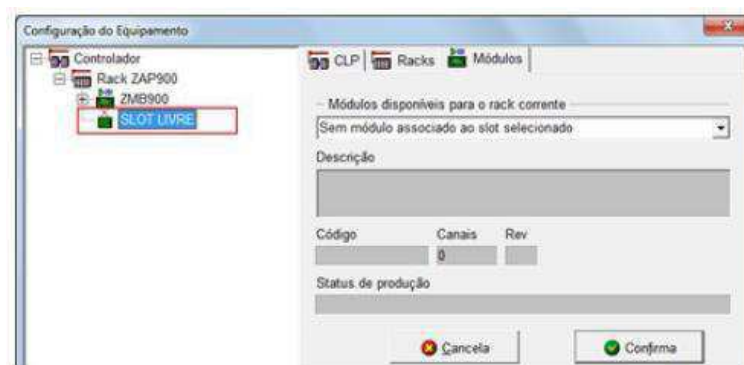 Configuração do Equipamento
Controlador
Rack ZAP900
ZMB900
SLOT LIVRE
CLP Racks Módulos
Módulos disponíveis para o rack corrente
Sem módulo associado ao slot selecionado
Descrição
Código Canais Rev
0
Status de produção
Cancela Confirma